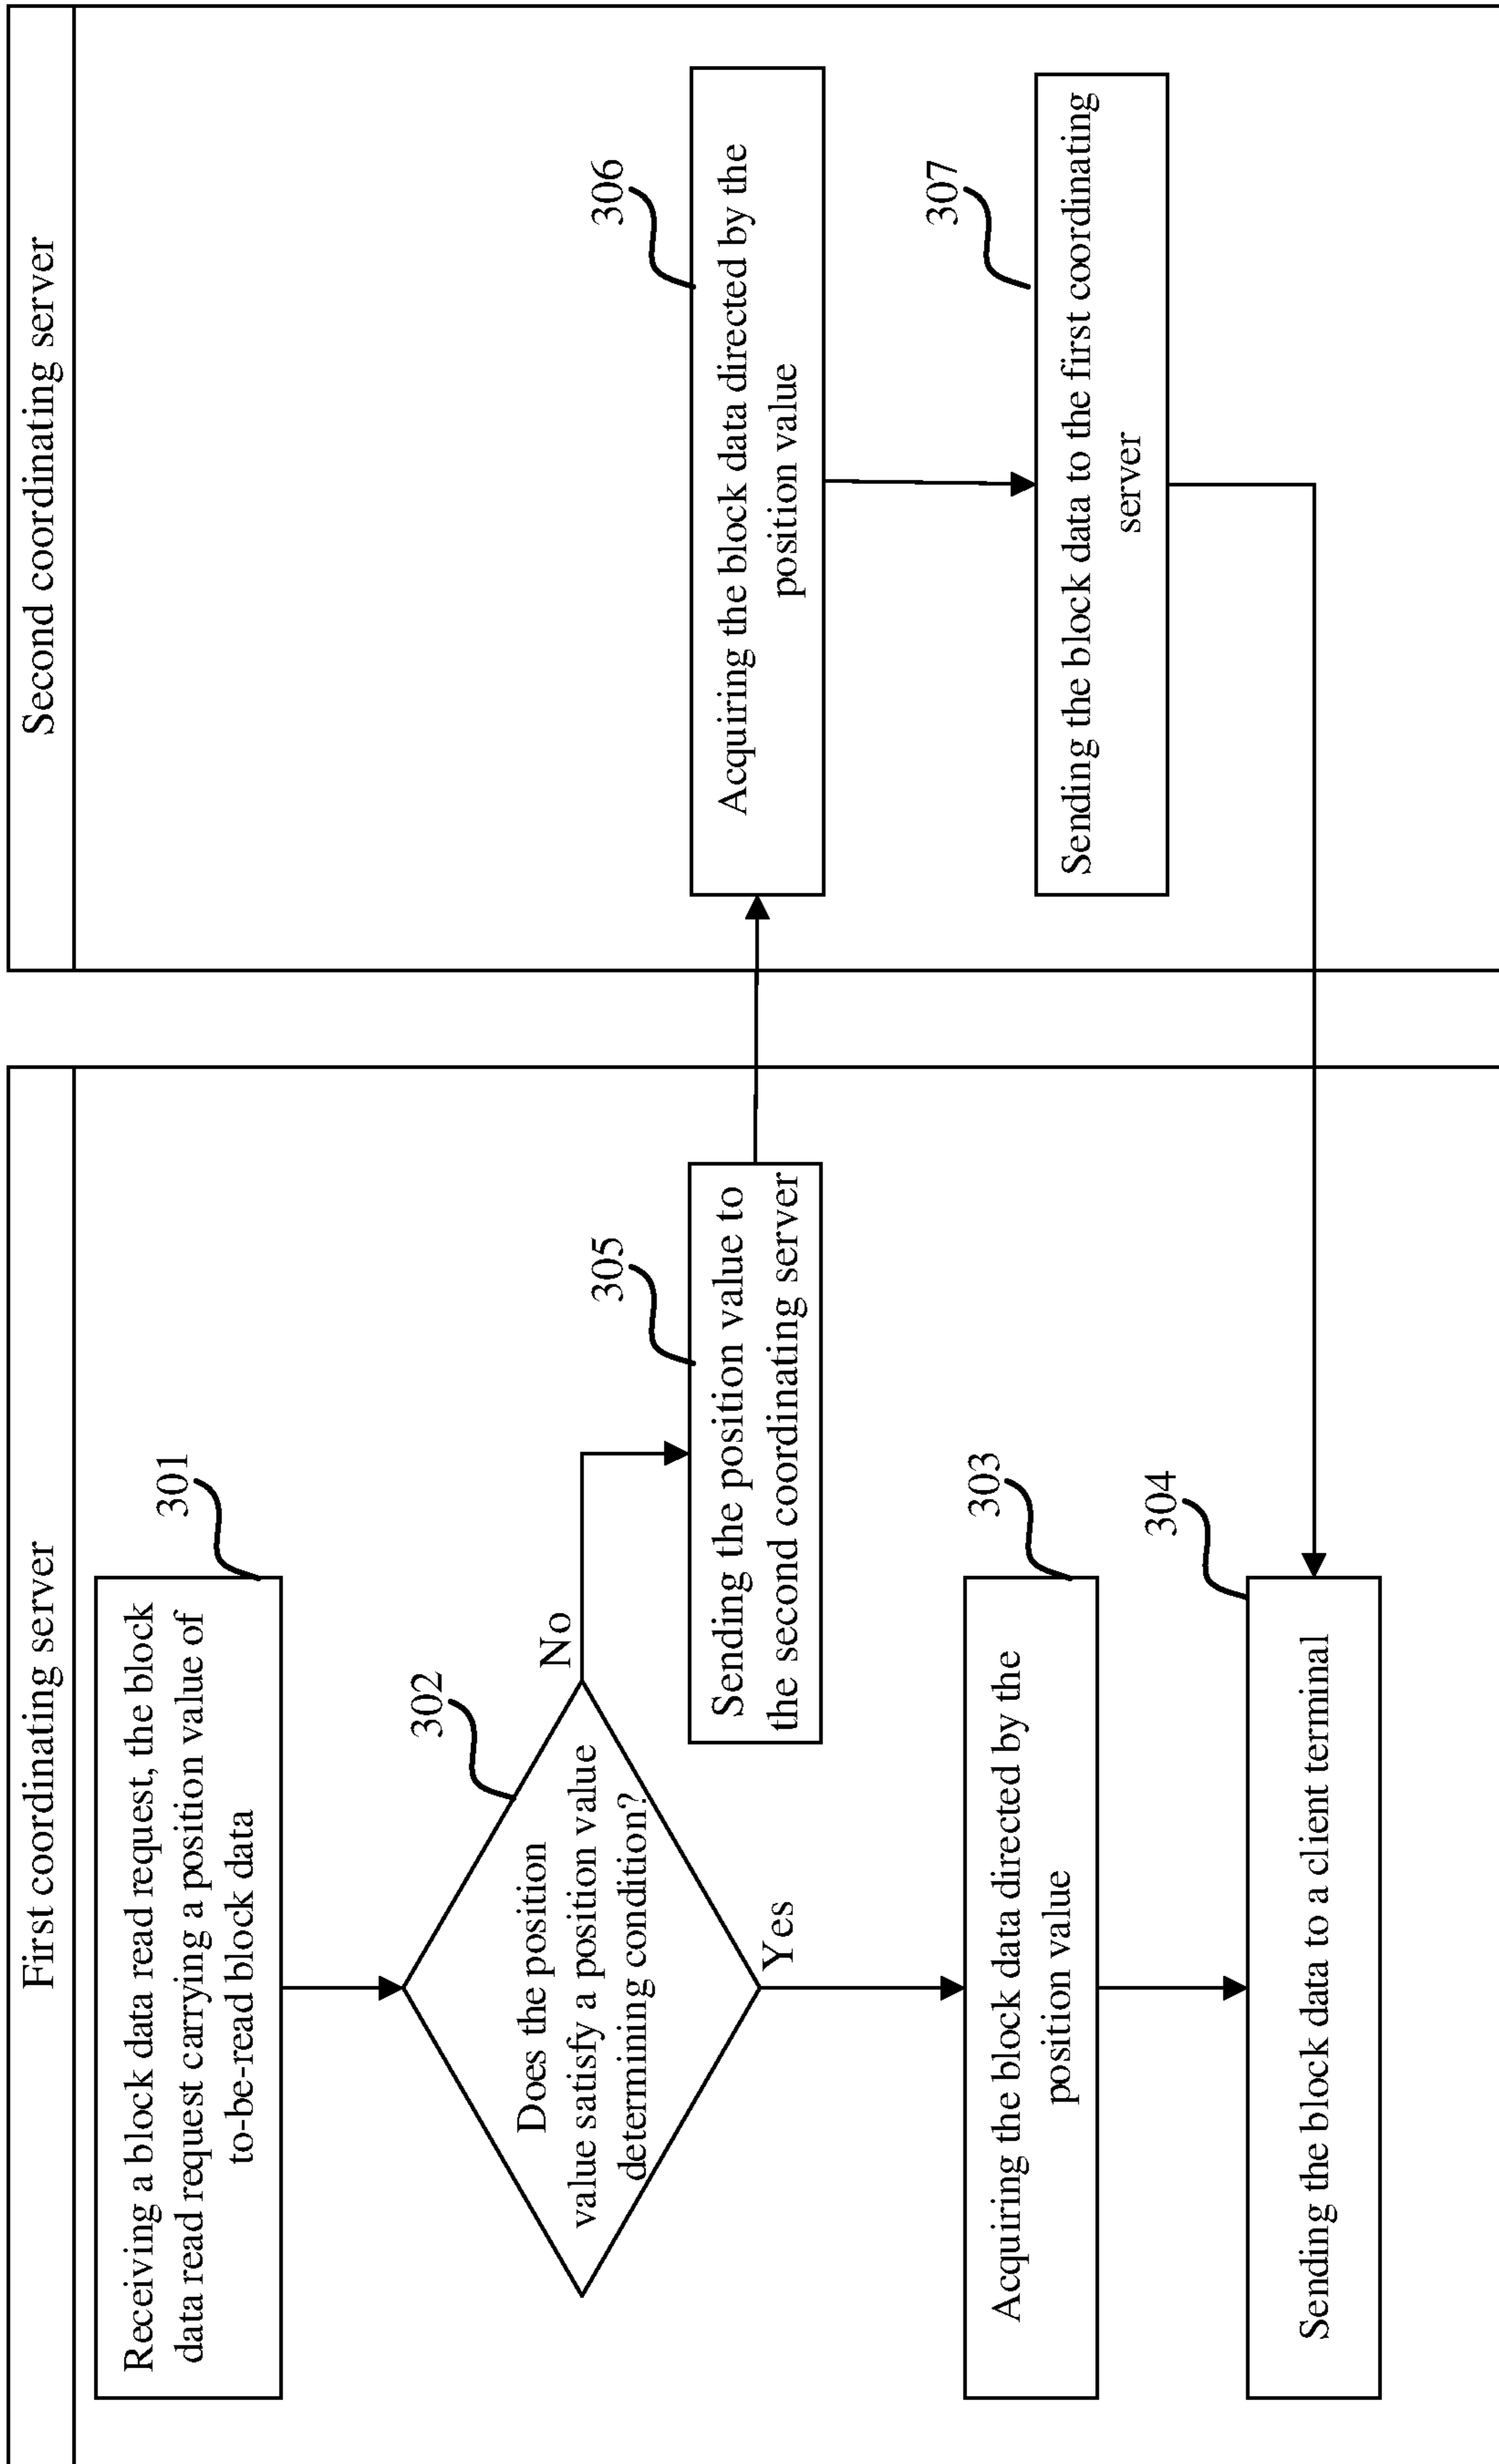 First coordinating server
301
Receiving a block data read request, the block
data read request carrying a position value of
to-be-read block data
302
Does the position
value satisfy a position value
determining condition?
No
Yes
305
Sending the position value to
the second coordinating server
303
Acquiring the block data directed by the
position value
304
Sending the block data to a client terminal
Second coordinating server
306
Acquiring the block data directed by the
position value
307
Sending the block data to the first coordinating
server